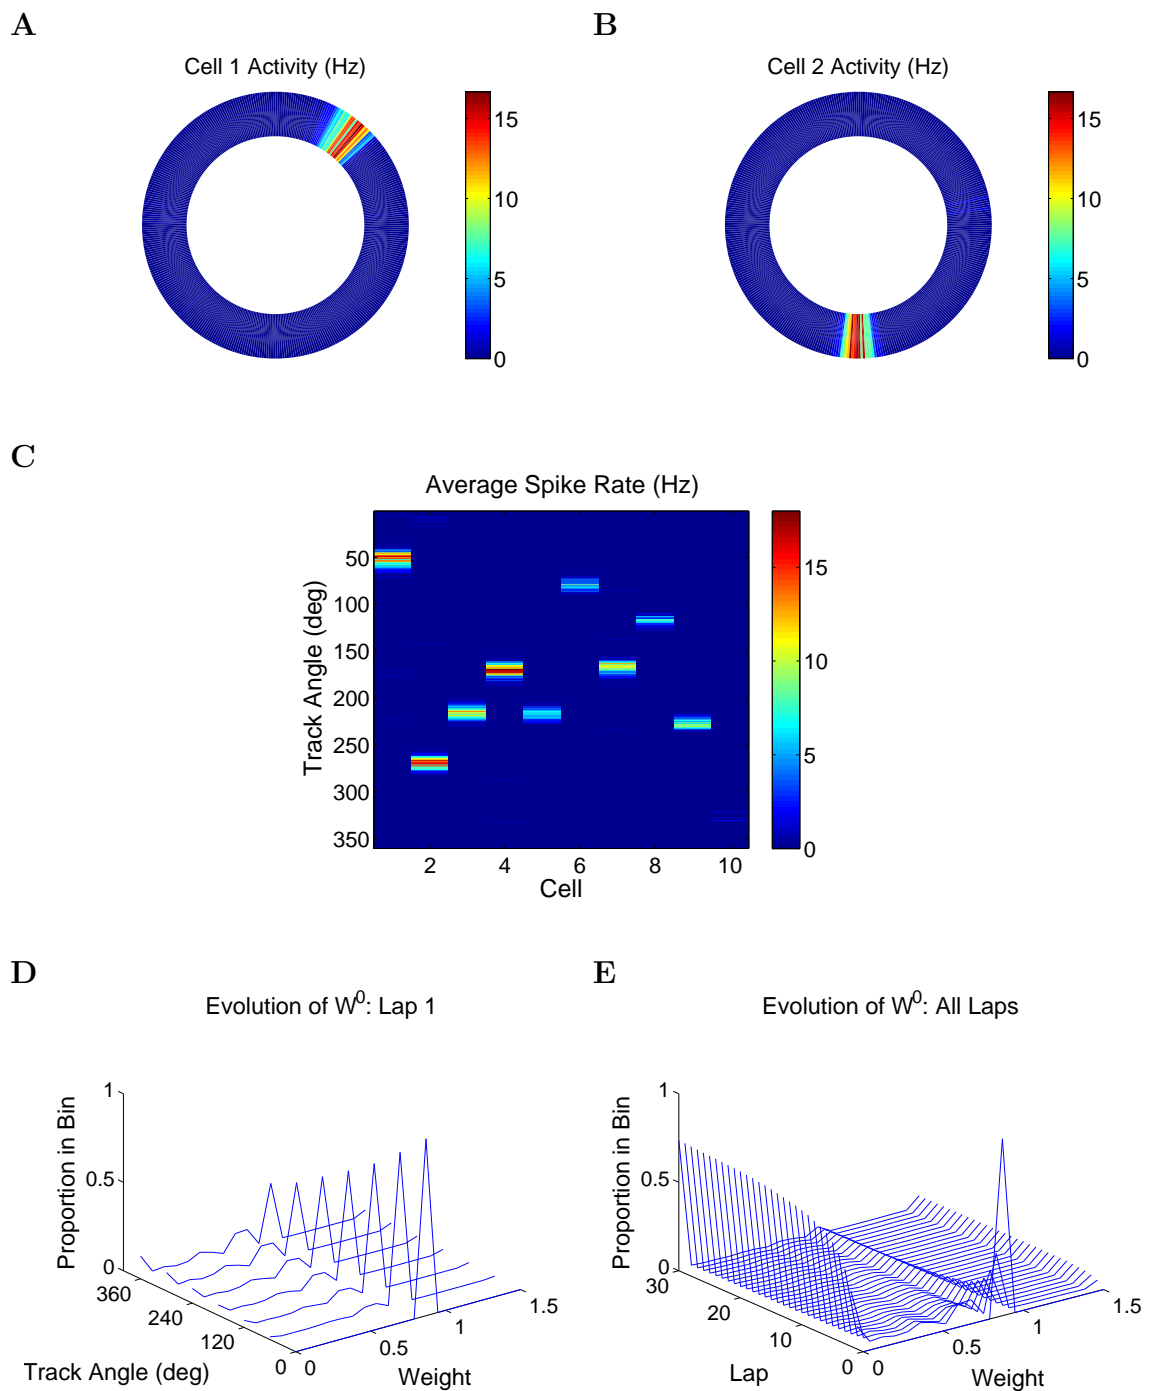 A
B
Cell 1 Activity (Hz)
Cell 2 Activity (Hz)
15
10
5
0
15
10
5
0
C
Average Spike Rate (Hz)
Track Angle (deg)
50
100
150
200
250
300
350
15
10
5
0
2 4 6 8 10
Cell
D
E
Evolution of W0: Lap 1
Evolution of W0: All Laps
Proportion in Bin
1
0.5
0
360
240
120
0
0
0.5
1
1.5
Track Angle (deg)
Weight
Proportion in Bin
1
0.5
0
30
20
10
0
0
0.5
1
1.5
Lap
Weight